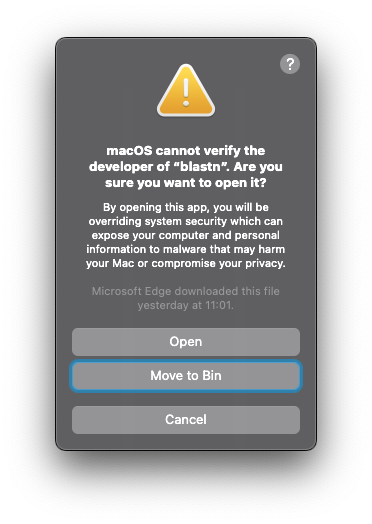 ?
macOS cannot verify the
developer of “blastn”. Are you
sure you want to open it?
By opening this app, you will be
overriding system security which can
expose your computer and personal
information to malware that may harm
your Mac or compromise your privacy.
Microsoft Edge downloaded this file
yesterday at 11:01.
Open
Move to Bin
Cancel